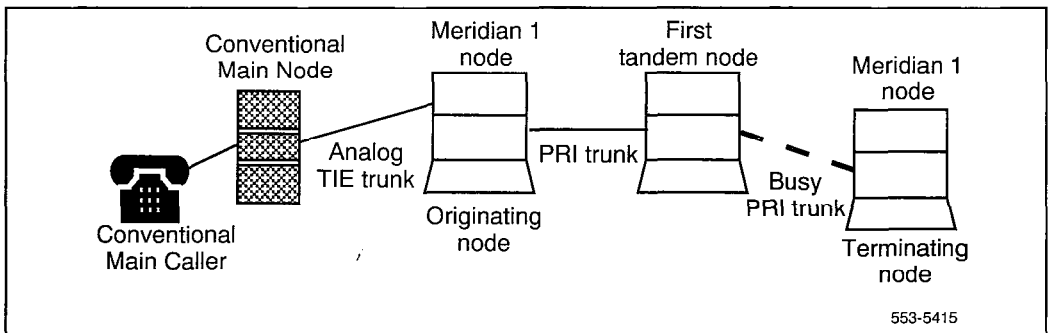 Conventional
Main Node
Meridian 1
node
First
tandem node
Meridian 1
node
Analog
TIE trunk
PRI trunk
Busy
PRI trunk
Conventional
Main Caller
Originating
node
Terminating
node
553-5415